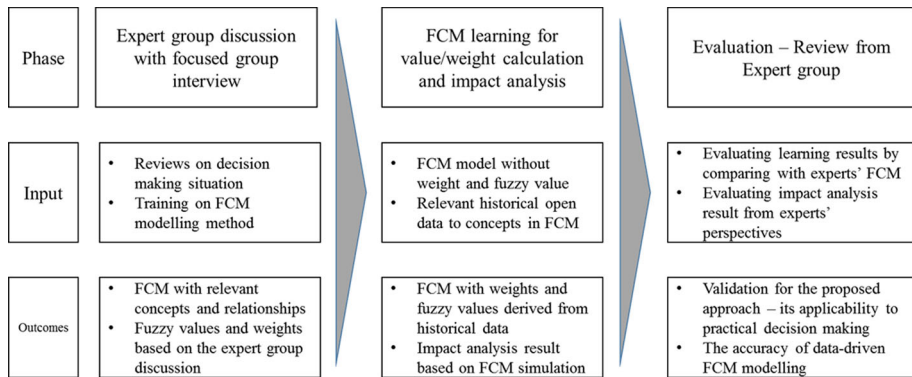 Phase
Expert group discussion
with focused group
interview
FCM learning for
value/weight calculation
and impact analysis
Evaluation – Review from
Expert group
Input
• Reviews on decision
making situation
• Training on FCM
modelling method
• FCM model without
weight and fuzzy value
• Relevant historical open
data to concepts in FCM
• Evaluating learning results by
comparing with experts’ FCM
• Evaluating impact analysis
result from experts’
perspectives
Outcomes
• FCM with relevant
concepts and relationships
• Fuzzy values and weights
based on the expert group
discussion
• FCM with weights and
fuzzy values derived from
historical data
• Impact analysis result
based on FCM simulation
• Validation for the proposed
approach – its applicability to
practical decision making
• The accuracy of data-driven
FCM modelling